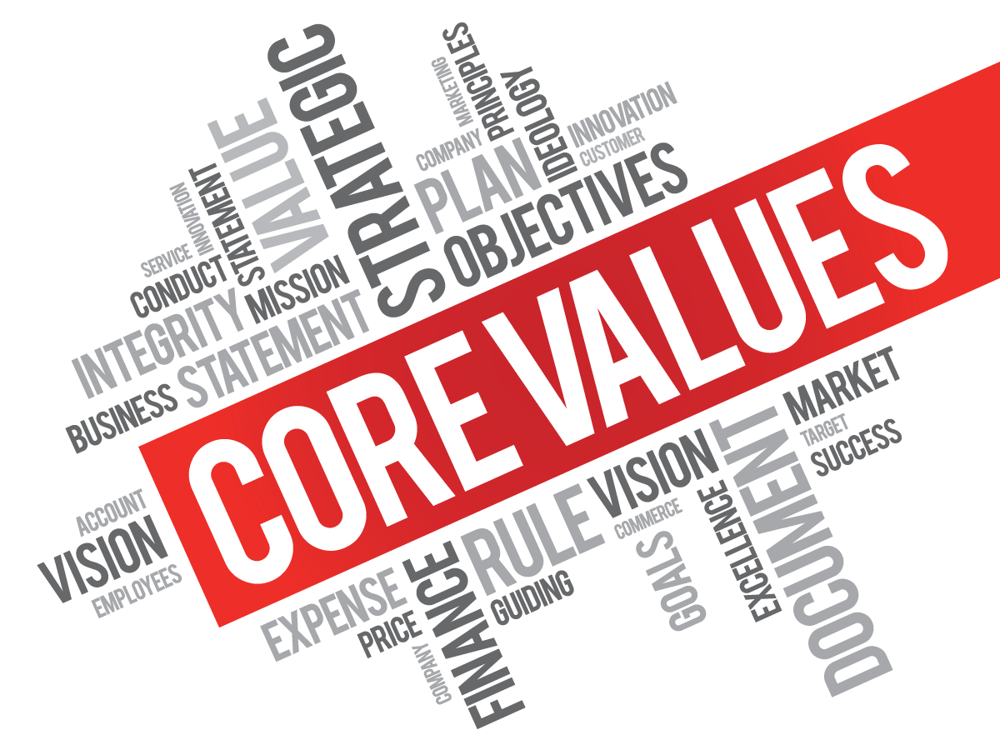 PRINCIPLES
MARKETING
STRATEGIC
IDEOLOGY
INNOVATION
COMPANY
CUSTOMER
VALUE
PLAN
OBJECTIVES
STATEMENT
INNOVATION
SERVICE
CONDUCT
MISSION
INTEGRITY
STATEMENT
BUSINESS
CORE VALUES
ACCOUNT
VISION
EMPLOYEES
MARKET
TARGET
SUCCESS
DOCUMENT
VISION
EXCELLENCE
COMMERCE
RULE
GOALS
EXPENSE
FINANCE
GUIDING
PRICE
COMPANY